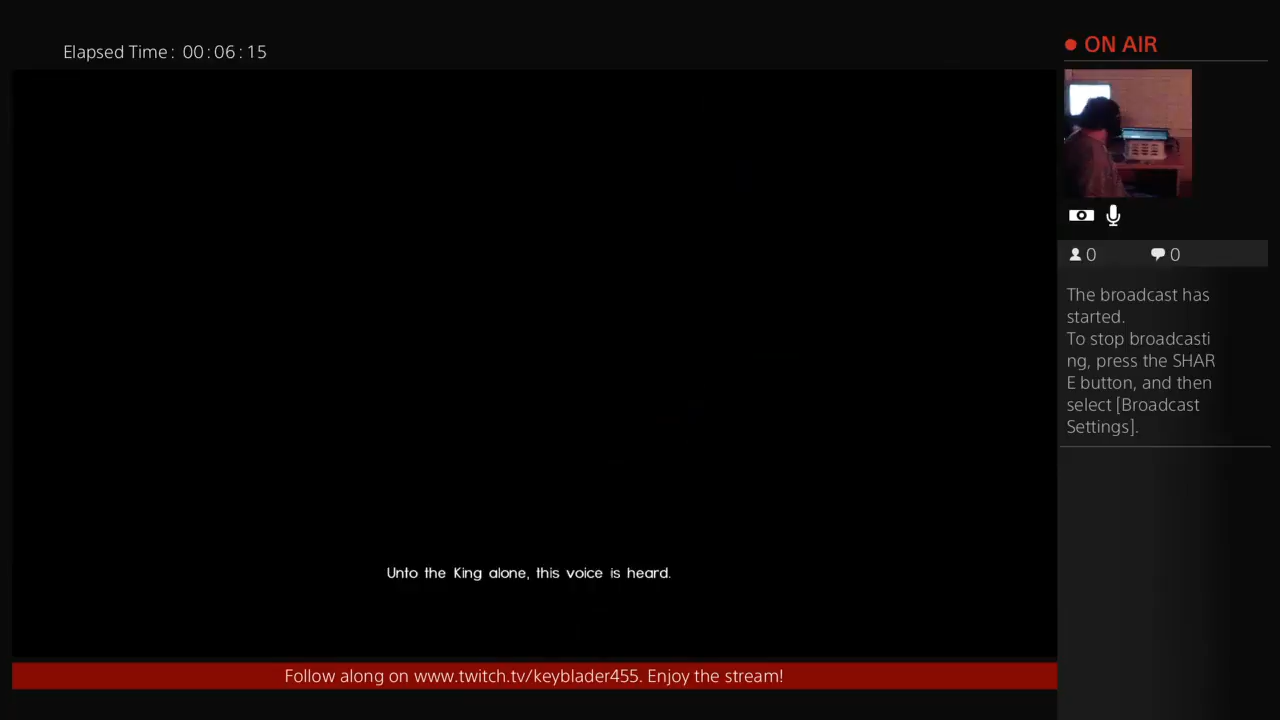 Elapsed Time: 00:06:15
ON AIR
0 0
The broadcast has
started.
To stop broadcasti
ng, press the SHAR
E button, and then
select [Broadcast
Settings].
Unto the King alone, this voice is heard.
Follow along on www.twitch.tv/keyblader455. Enjoy the stream!